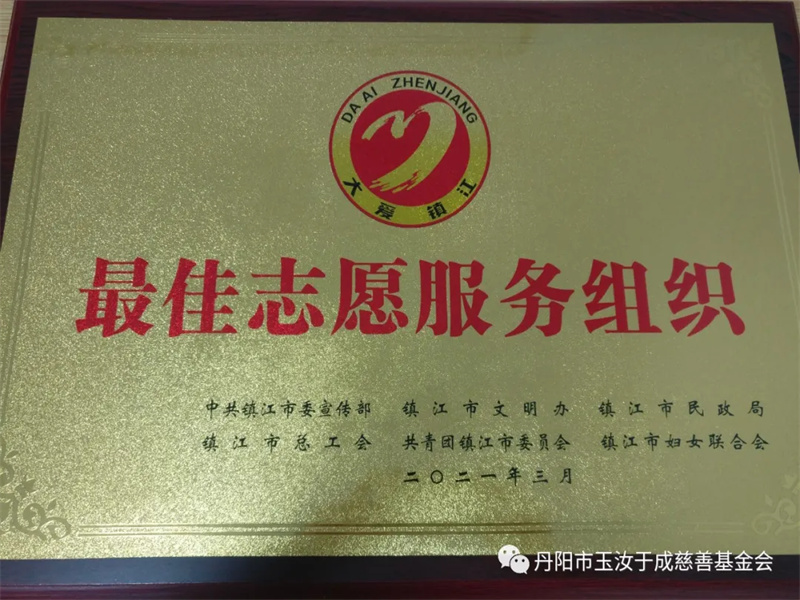 DA AI ZHENJIANG
大爱镇江
最佳志愿服务组织
中共镇江市委宣传部 镇江市文明办 镇江市民政局
镇江市总工会 共青团镇江市委员会 镇江市妇女联合会
二〇二一年三月
丹阳市玉汝于成慈善基金会